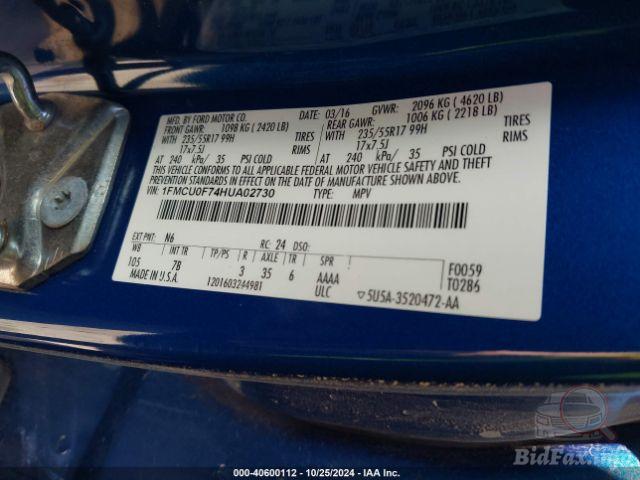 MFD. BY FORD MOTOR CO.
DATE: 03/16 GVWR: 2096 KG ( 4620 LB)
FRONT GAWR: 1098 KG ( 2420 LB) REAR GAWR: 1006 KG ( 2218 LB)
WITH 235/55R17 99H TIRES WITH 235/55R17 99H TIRES
17x7.5J RIMS 17x7.5J RIMS
AT 240 kPa/ 35 PSI COLD AT 240 kPa/ 35 PSI COLD
THIS VEHICLE CONFORMS TO ALL APPLICABLE FEDERAL MOTOR VEHICLE SAFETY AND THEFT
PREVENTION STANDARDS IN EFFECT ON THE DATE OF MANUFACTURE SHOWN ABOVE.
VIN: 1FMCU0F74HUA02730 TYPE: MPV
EXT PNT: N6 RC: 24 DSO:
WB INT TR TP/PS R AXLE TR SPR
105 7B 3 35 6 AAAA F0059
MADE IN U.S.A. 1201603244981 ULC T0286
5U5A-3520472-AA
BidFax.info
000-40600112 - 10/25/2024 - IAA Inc.